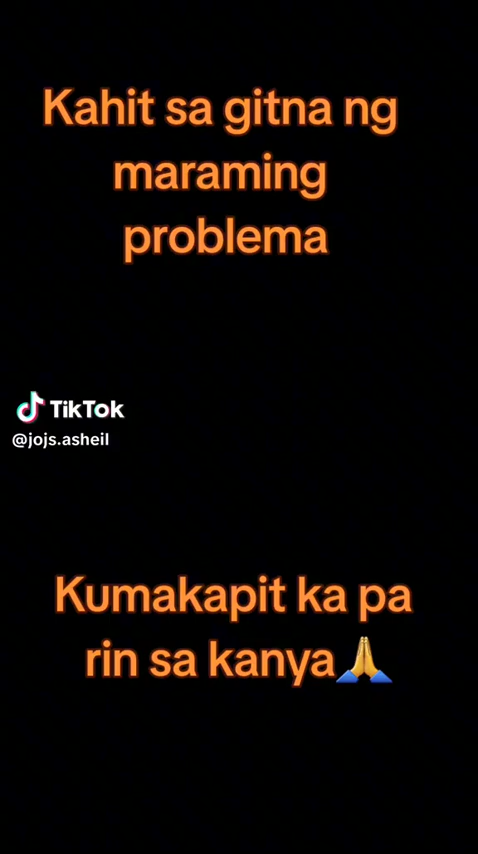 Kahit sa gitna ng
maraming
problema
TikTok
@jojs.asheil
Kumakapit ka pa
rin sa kanya🙏